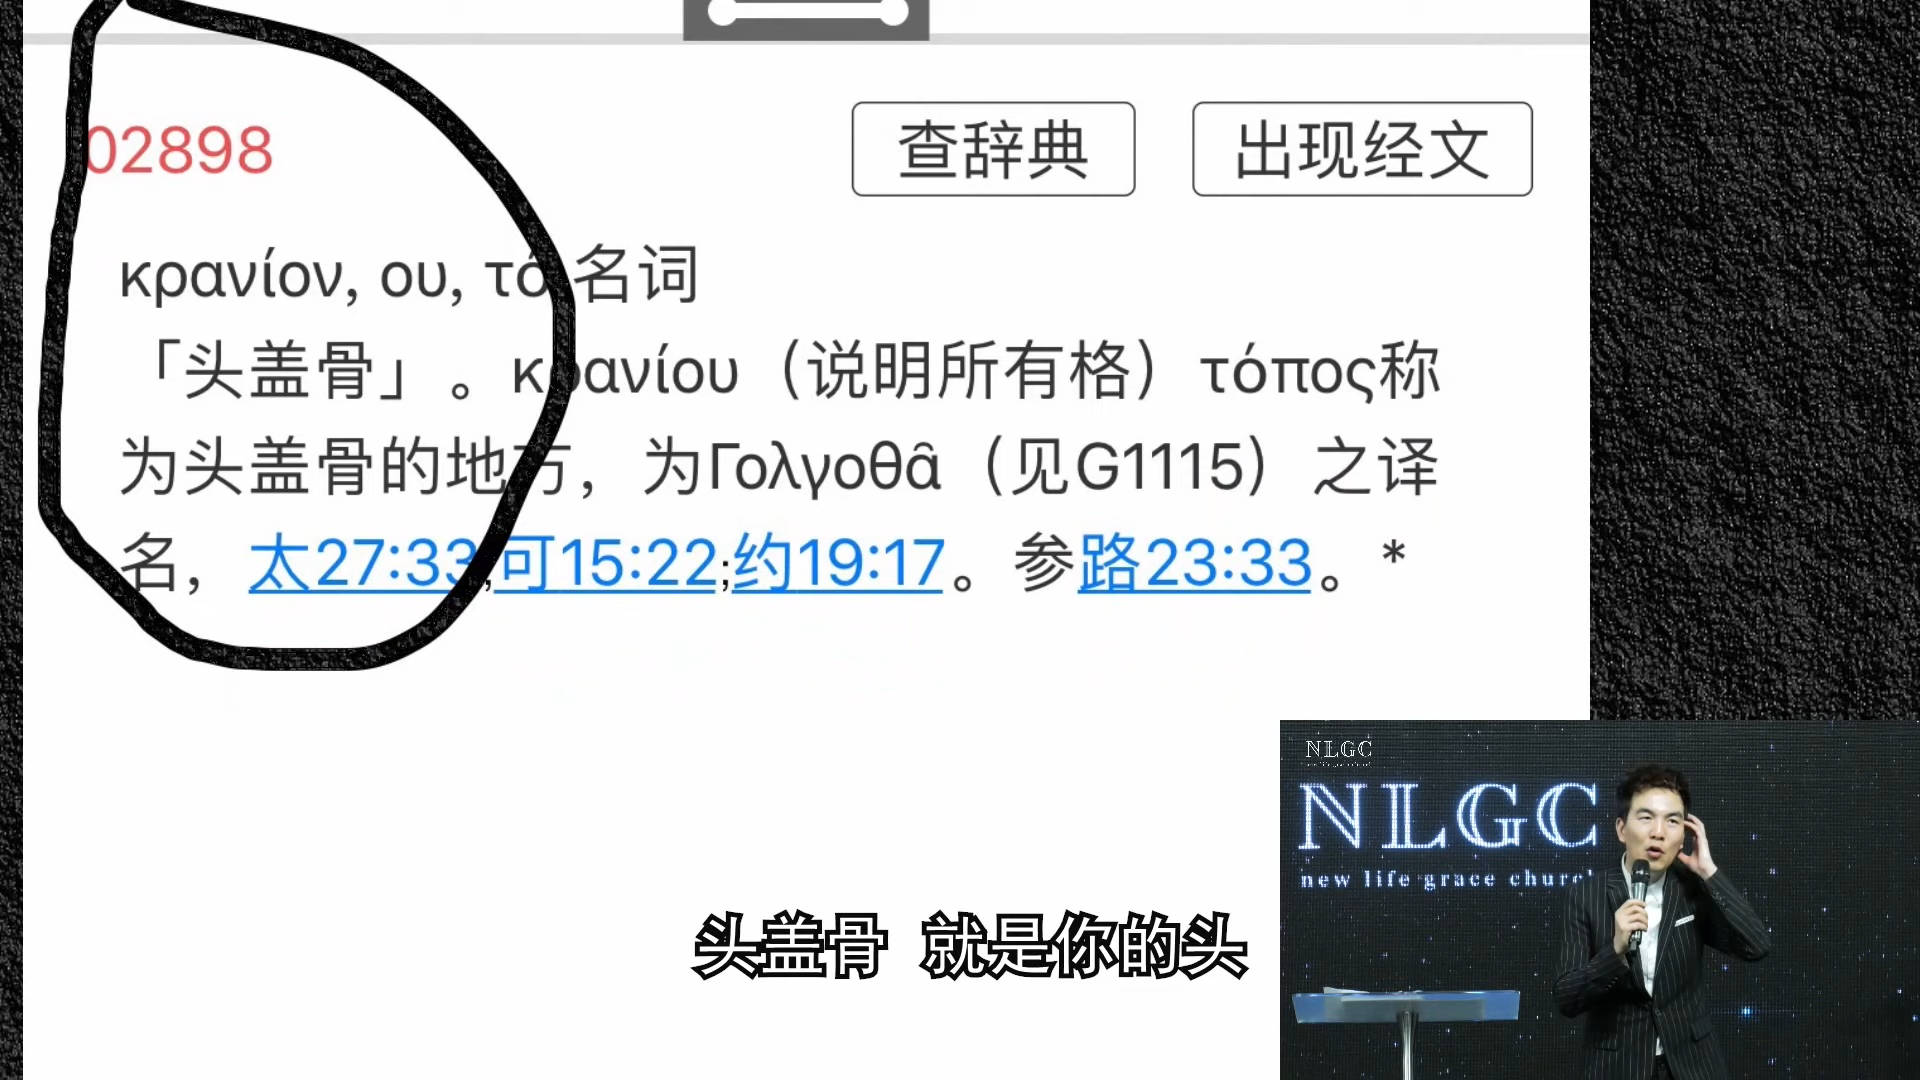 02898
查辞典
出现经文
κρανίον, ου, τό 名词
「头盖骨」。κρανίου（说明所有格）τόπος称
为头盖骨的地方，为Γολγοθᾶ（见G1115）之译
名，太27:33;可15:22;约19:17。参路23:33。*
NLGC
NLGC
new life grace church
头盖骨 就是你的头